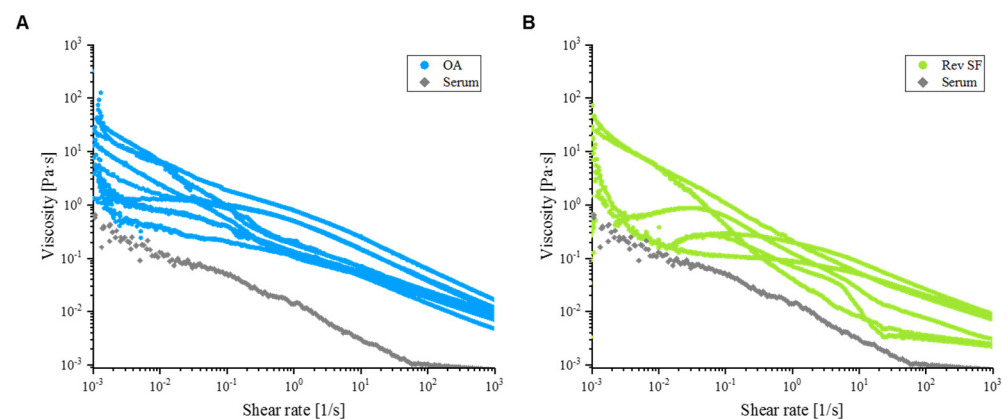 A
B
OA
Serum
Rev SF
Serum
Viscosity [Pa·s]
10³
10²
10¹
10⁰
10⁻¹
10⁻²
10⁻³
10⁻³ 10⁻² 10⁻¹ 10⁰ 10¹ 10² 10³
Shear rate [1/s]
Viscosity [Pa·s]
10³
10²
10¹
10⁰
10⁻¹
10⁻²
10⁻³
10⁻³ 10⁻² 10⁻¹ 10⁰ 10¹ 10² 10³
Shear rate [1/s]